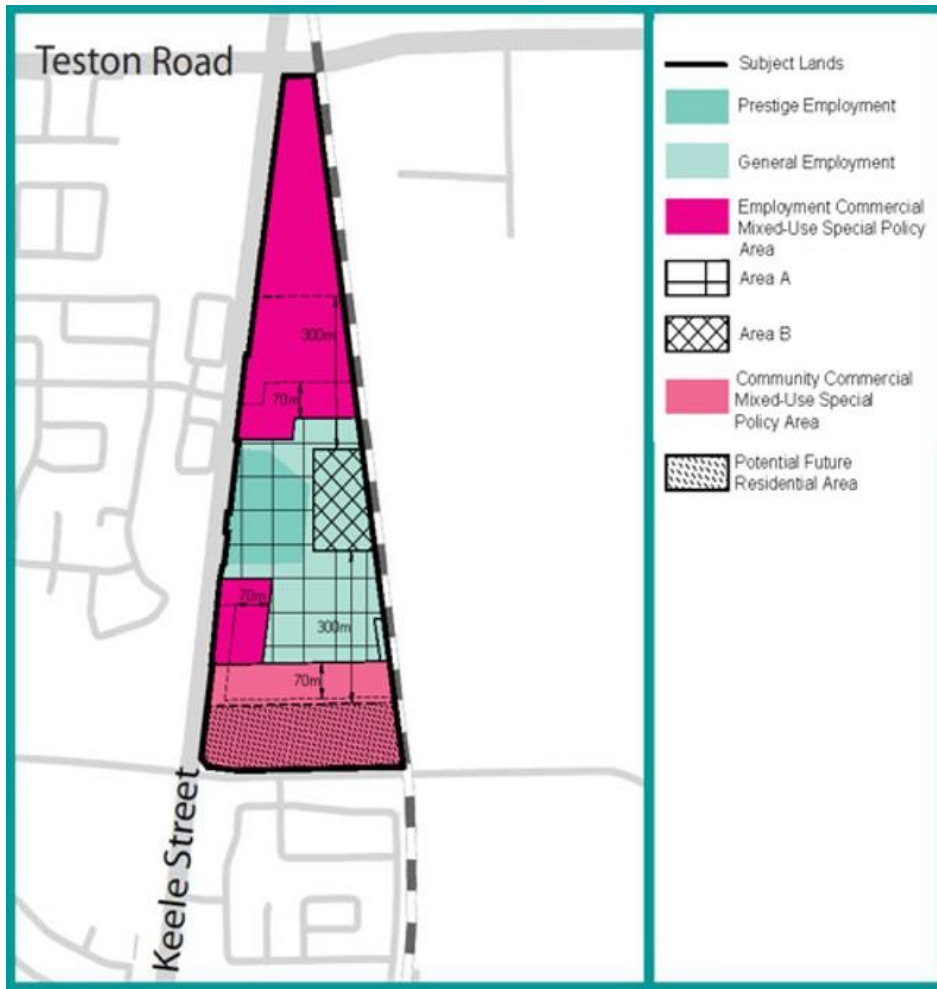 Teston Road
300m
70m
70m
300m
70m
Keele Street
Subject Lands
Prestige Employment
General Employment
Employment Commercial
Mixed-Use Special Policy
Area
Area A
Area B
Community Commercial
Mixed-Use Special
Policy Area
Potential Future
Residential Area